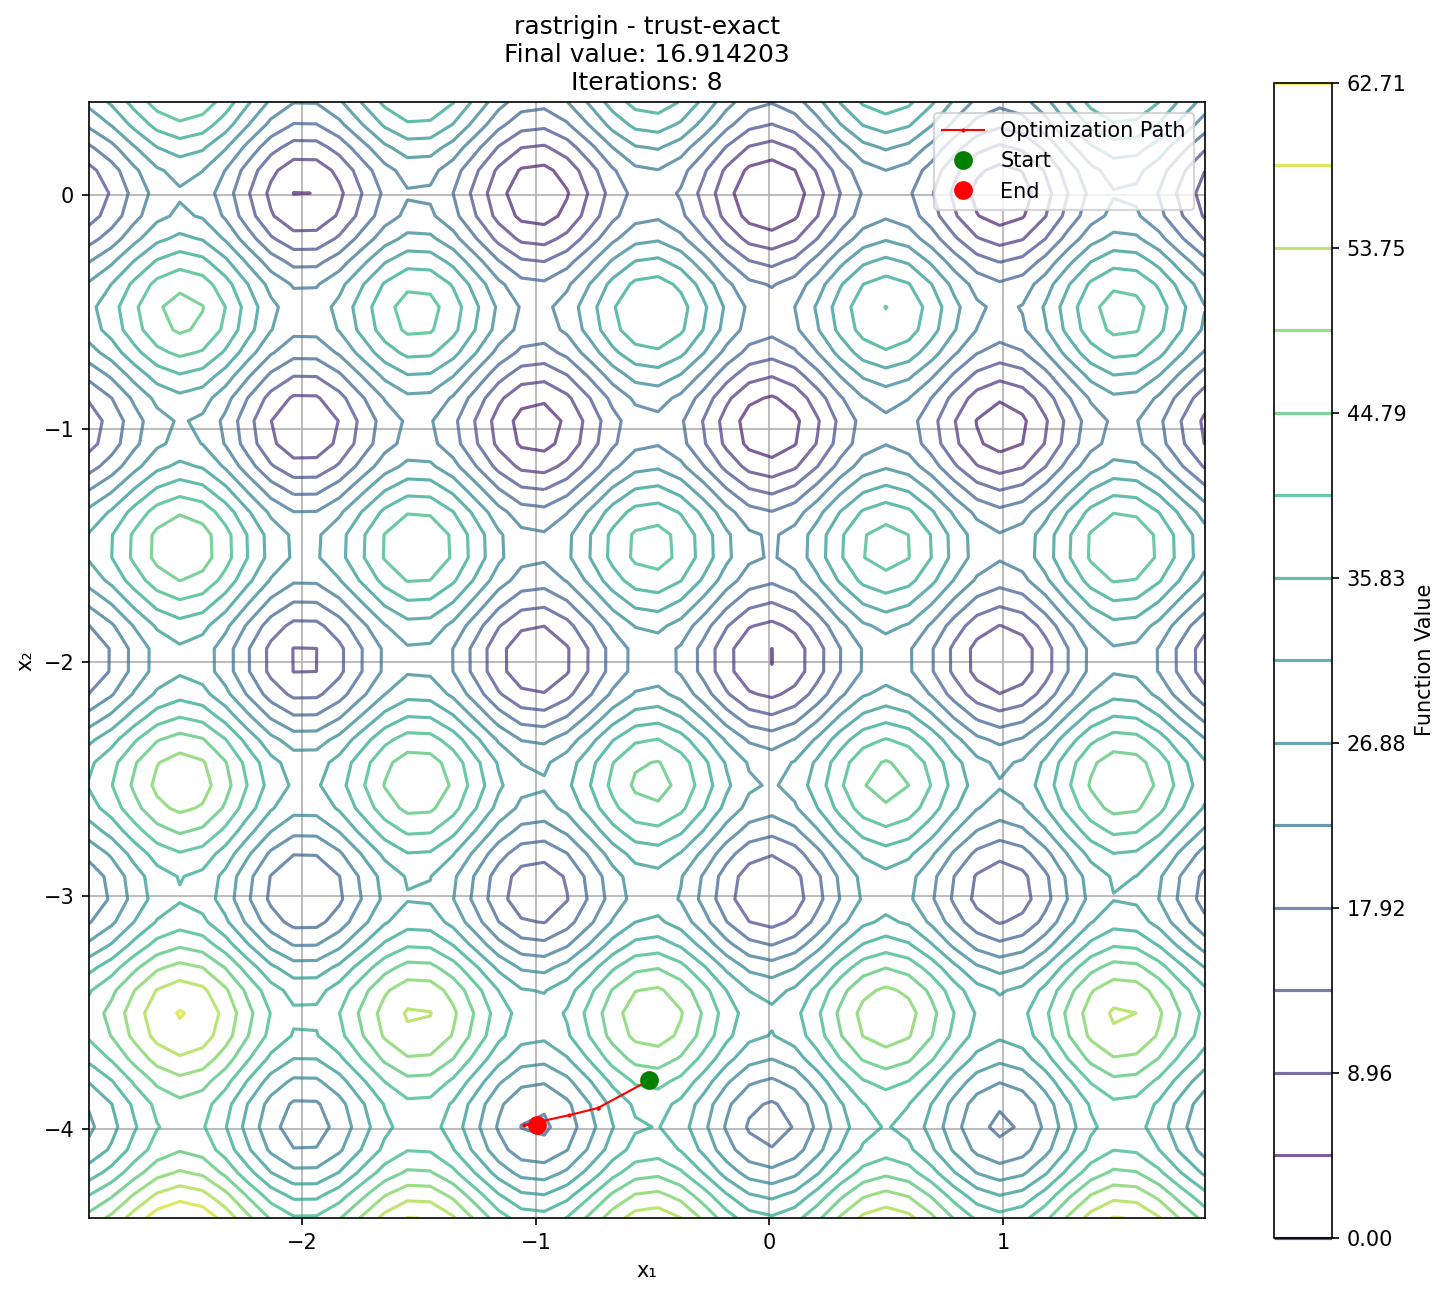 rastrigin - trust-exact
Final value: 16.914203
Iterations: 8
Optimization Path
Start
End
0
−1
−2
−3
−4
x₂
−2
−1
0
1
x₁
62.71
53.75
44.79
35.83
26.88
17.92
8.96
0.00
Function Value